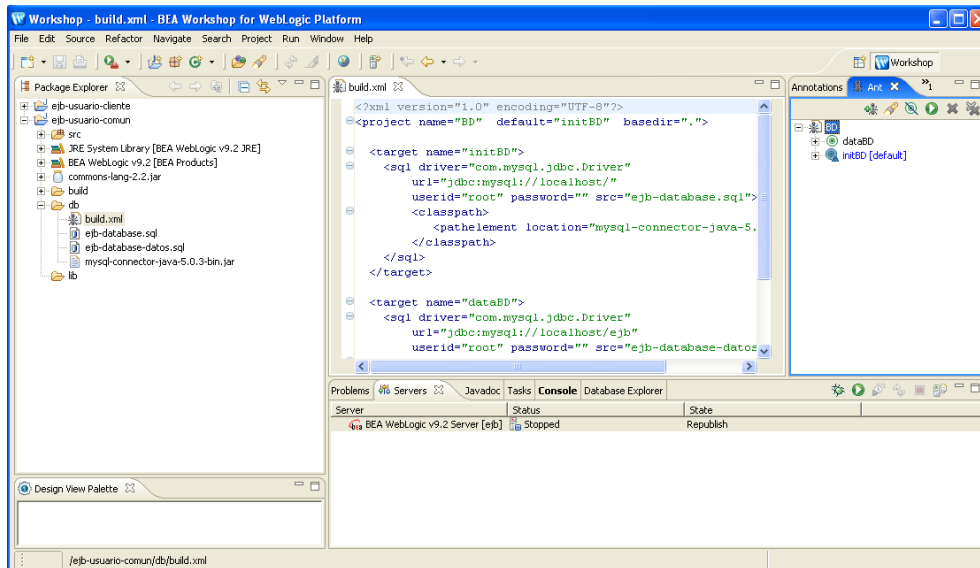 Workshop - build.xml - BEA Workshop for WebLogic Platform
File Edit Source Refactor Navigate Search Project Run Window Help
Workshop
Package Explorer
ejb-usuario-cliente
ejb-usuario-comun
src
JRE System Library [BEA WebLogic v9.2 JRE]
BEA WebLogic v9.2 [BEA Products]
commons-lang-2.2.jar
build
db
build.xml
ejb-database.sql
ejb-database-datos.sql
mysql-connector-java-5.0.3-bin.jar
lib
Design View Palette
build.xml
<?xml version="1.0" encoding="UTF-8"?>
<project name="BD" default="initBD" basedir=".">
<target name="initBD">
<sql driver="com.mysql.jdbc.Driver"
url="jdbc:mysql://localhost/"
userid="root" password="" src="ejb-database.sql">
<classpath>
<pathelement location="mysql-connector-java-5.
</classpath>
</sql>
</target>
<target name="dataBD">
<sql driver="com.mysql.jdbc.Driver"
url="jdbc:mysql://localhost/ejb"
userid="root" password="" src="ejb-database-datos
Annotations Ant »1
BD
dataBD
initBD [default]
Problems Servers Javadoc Tasks Console Database Explorer
Server Status State
BEA WebLogic v9.2 Server [ejb] Stopped Republish
/ejb-usuario-comun/db/build.xml